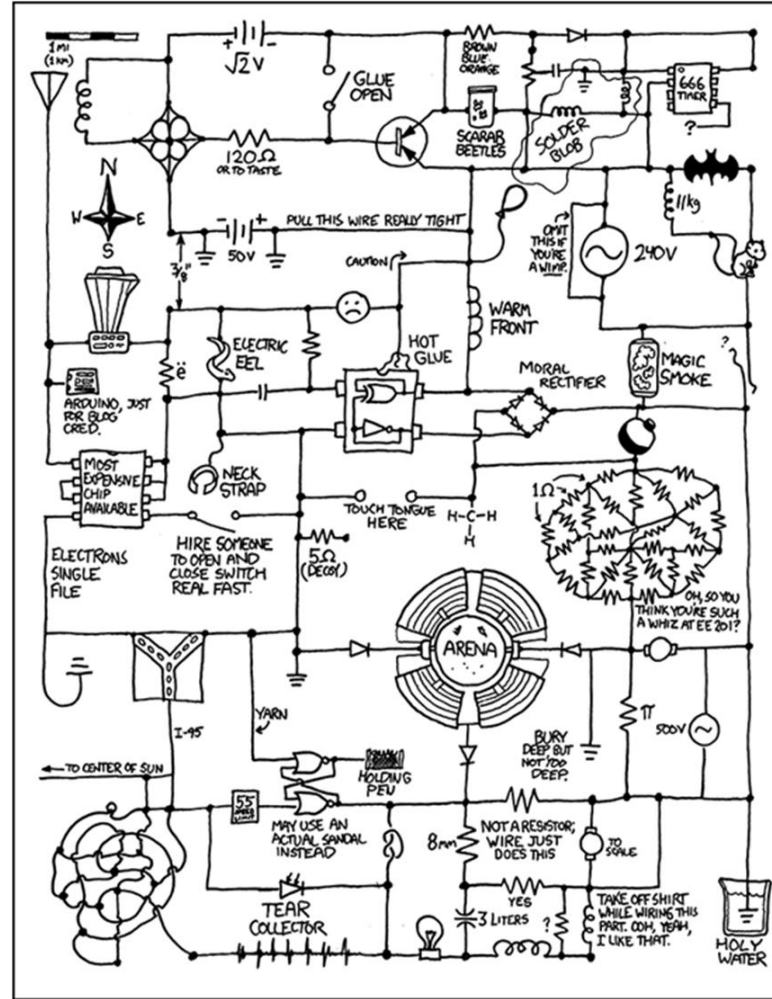 1 MI
(1 KM)
+ -
√2 V
GLUE
OPEN
BROWN
BLUE
ORANGE
666
TIMER
?
120Ω
OR TO TASTE
SCARAB
BEETLES
SOLDER
BLOB
N
W E
S
- +
50V
PULL THIS WIRE REALLY TIGHT
11kg
OMIT
THIS IF
YOU'RE
A WIMP.
240V
CAUTION
3/8"
WARM
FRONT
ELECTRIC
EEL
HOT
GLUE
?
ë
MORAL
RECTIFIER
MAGIC
SMOKE
ARDUINO, JUST
FOR BLOG
CRED.
MOST
EXPENSIVE
CHIP
AVAILABLE
NECK
STRAP
TOUCH TONGUE
HERE
H-C-H
H
1Ω
HIRE SOMEONE
TO OPEN AND
CLOSE SWITCH
REAL FAST.
5Ω
(DECOY)
ELECTRONS
SINGLE
FILE
OH, SO YOU
THINK YOU'RE SUCH
A WHIZ AT EE 201?
ARENA
I-95
YARN
BURY
DEEP BUT
NOT TOO
DEEP.
π
500V
TO CENTER OF SUN
HOLDING
PEN
55
MAY USE AN
ACTUAL SANDAL
INSTEAD
8mm
NOT A RESISTOR;
WIRE JUST
DOES THIS
TO
SCALE
TEAR
COLLECTOR
YES
3 LITERS
?
TAKE OFF SHIRT
WHILE WIRING THIS
PART. OOH, YEAH,
I LIKE THAT.
HOLY
WATER